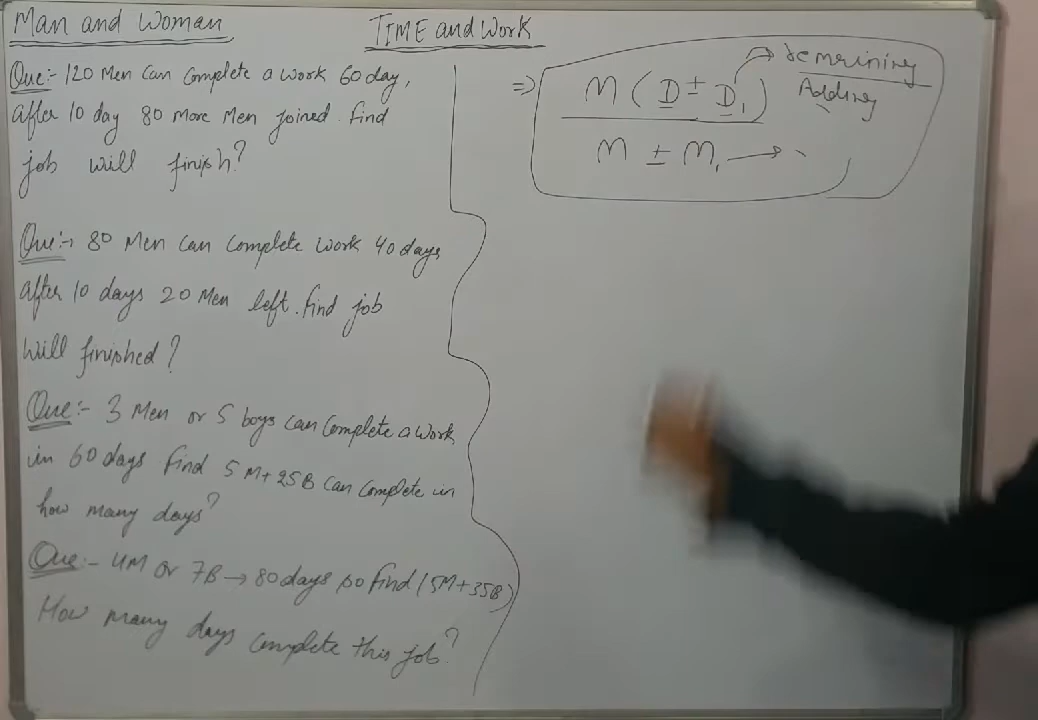 Man and Woman
TIME and Work
Que:- 120 Men Can Complete a Work 60 day,
after 10 day 80 More Men joined. find
job will finish?
Que:- 80 Men Can Complete Work 40 days
after 10 days 20 Men left. find job
will finished?
Que:- 3 Men or 5 boys can Complete a work
in 60 days find 5M+25B Can Complete in
how many days?
Que:- 4M or 7B → 80 days so find (5M+35B)
How many days complete this job?
⇒ M(D±D₁) → remaining
Adding
M ± M₁ →